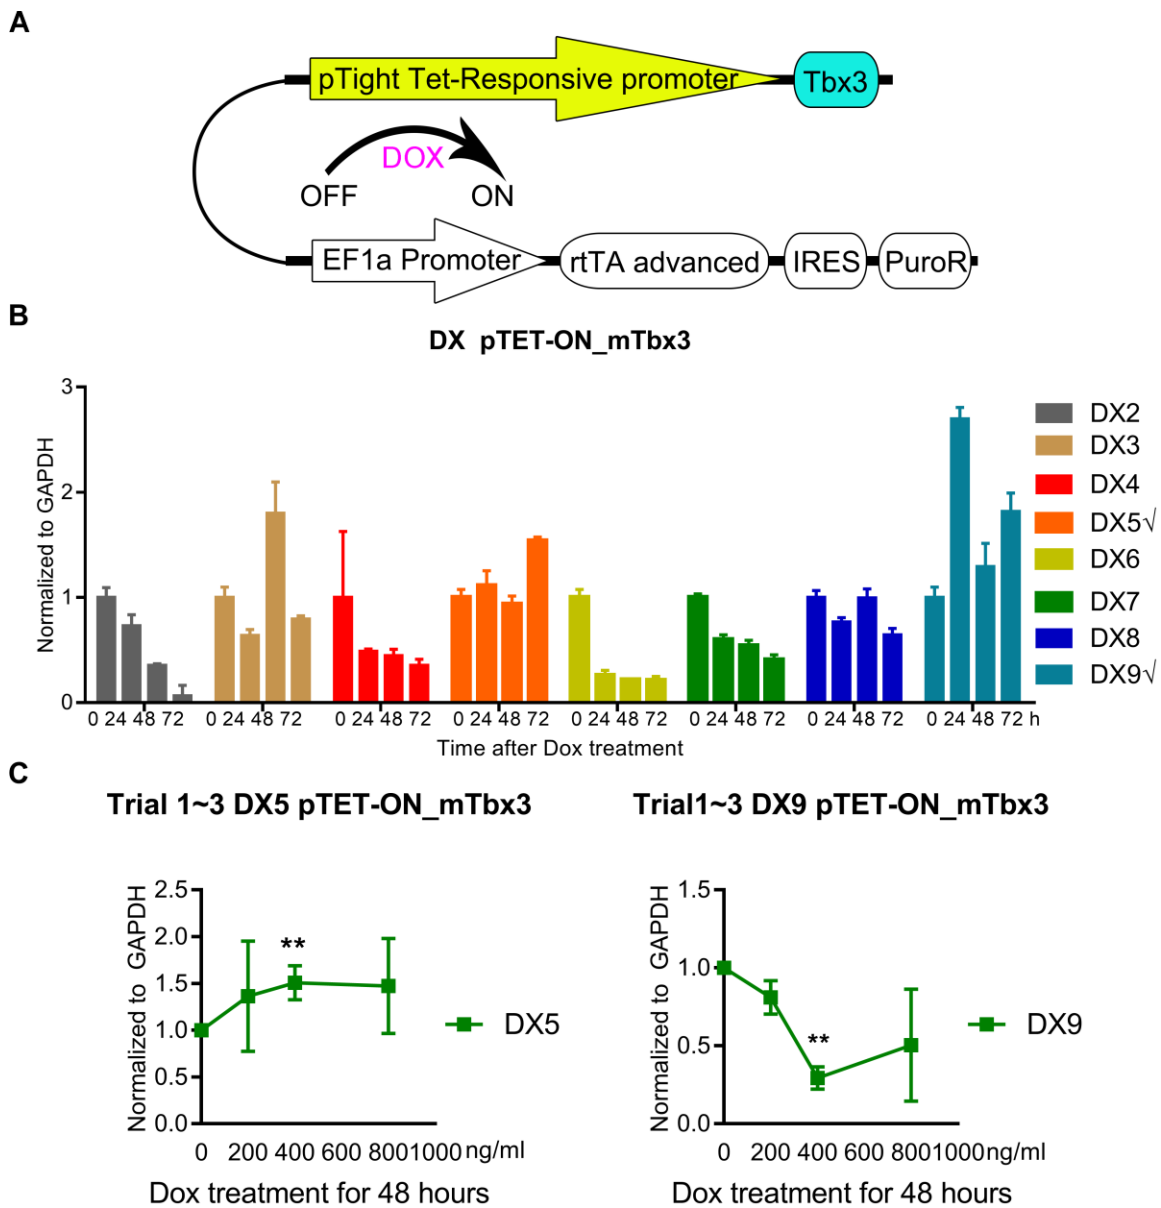 A
pTight Tet-Responsive promoter
Tbx3
DOX
OFF
ON
EF1a Promoter
rtTA advanced
IRES
PuroR
B
DX pTET-ON_mTbx3
Normalized to GAPDH
3
2
1
0
0 24 48 72
0 24 48 72
0 24 48 72
0 24 48 72
0 24 48 72
0 24 48 72
0 24 48 72
0 24 48 72 h
Time after Dox treatment
DX2
DX3
DX4
DX5√
DX6
DX7
DX8
DX9√
C
Trial 1~3 DX5 pTET-ON_mTbx3
Normalized to GAPDH
2.5
2.0
1.5
1.0
0.5
0.0
**
DX5
0 200 400 600 800 1000 ng/ml
Dox treatment for 48 hours
Trial1~3 DX9 pTET-ON_mTbx3
Normalized to GAPDH
1.5
1.0
0.5
0.0
**
DX9
0 200 400 600 800 1000 ng/ml
Dox treatment for 48 hours